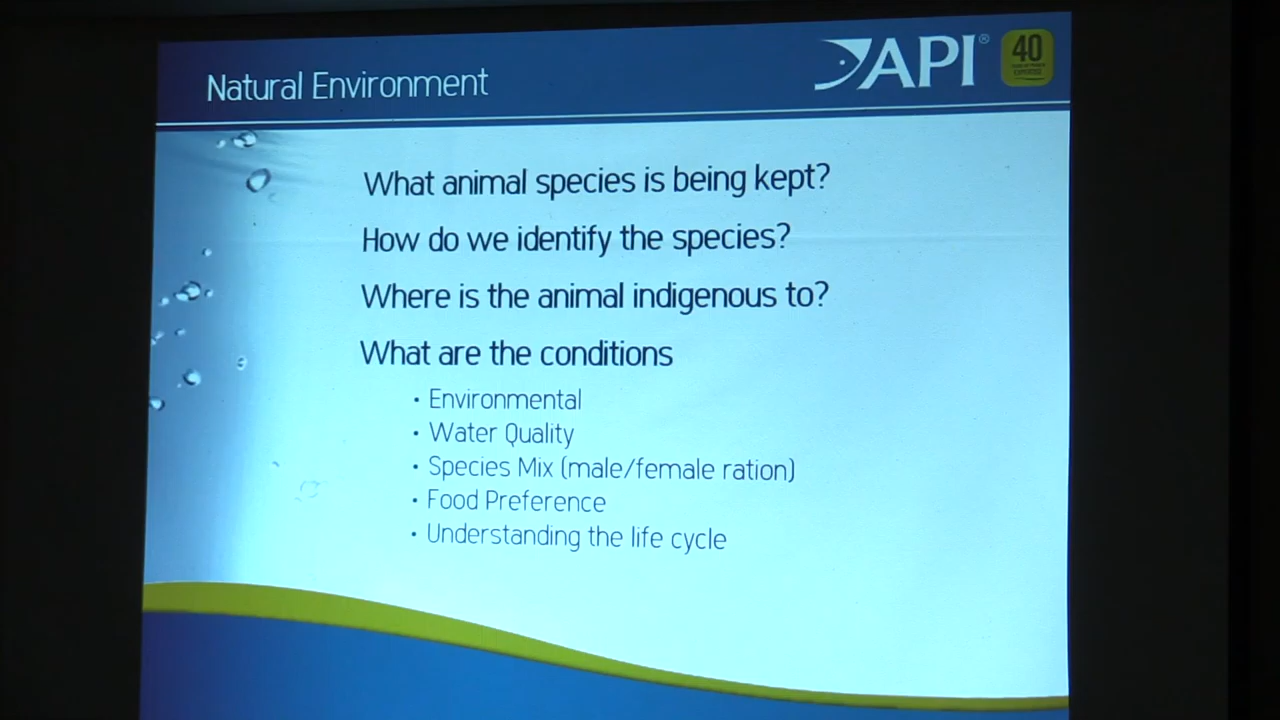 Natural Environment
API®
40
What animal species is being kept?
How do we identify the species?
Where is the animal indigenous to?
What are the conditions
• Environmental
• Water Quality
• Species Mix (male/female ration)
• Food Preference
• Understanding the life cycle